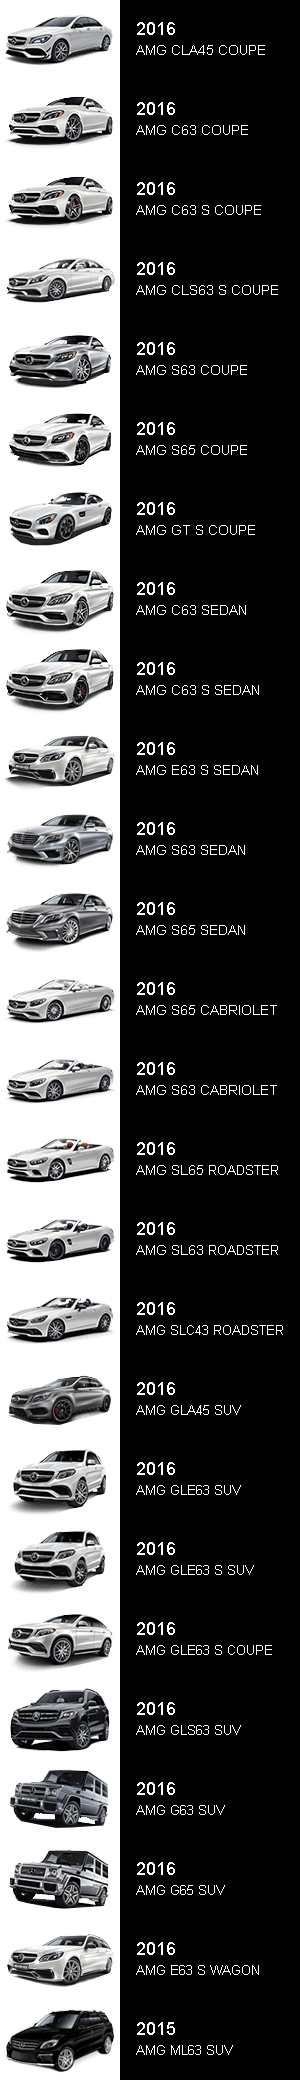 2016
AMG CLA45 COUPE
2016
AMG C63 COUPE
2016
AMG C63 S COUPE
2016
AMG CLS63 S COUPE
2016
AMG S63 COUPE
2016
AMG S65 COUPE
2016
AMG GT S COUPE
2016
AMG C63 SEDAN
2016
AMG C63 S SEDAN
2016
AMG E63 S SEDAN
2016
AMG S63 SEDAN
2016
AMG S65 SEDAN
2016
AMG S65 CABRIOLET
2016
AMG S63 CABRIOLET
2016
AMG SL65 ROADSTER
2016
AMG SL63 ROADSTER
2016
AMG SLC43 ROADSTER
2016
AMG GLA45 SUV
2016
AMG GLE63 SUV
2016
AMG GLE63 S SUV
2016
AMG GLE63 S COUPE
2016
AMG GLS63 SUV
2016
AMG G63 SUV
2016
AMG G65 SUV
2016
AMG E63 S WAGON
2015
AMG ML63 SUV